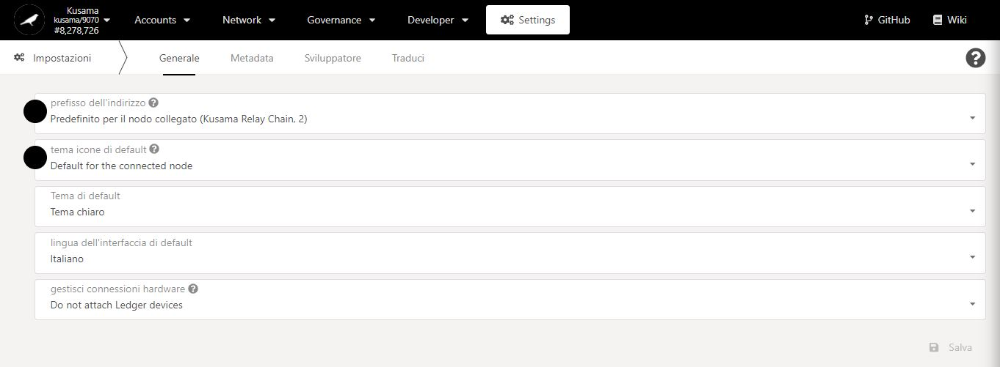 Kusama
kusama/9070
#8,278,726
Accounts
Network
Governance
Developer
Settings
GitHub
Wiki
Impostazioni
Generale
Metadata
Sviluppatore
Traduci
prefisso dell'indirizzo
Predefinito per il nodo collegato (Kusama Relay Chain, 2)
tema icone di default
Default for the connected node
Tema di default
Tema chiaro
lingua dell'interfaccia di default
Italiano
gestisci connessioni hardware
Do not attach Ledger devices
Salva